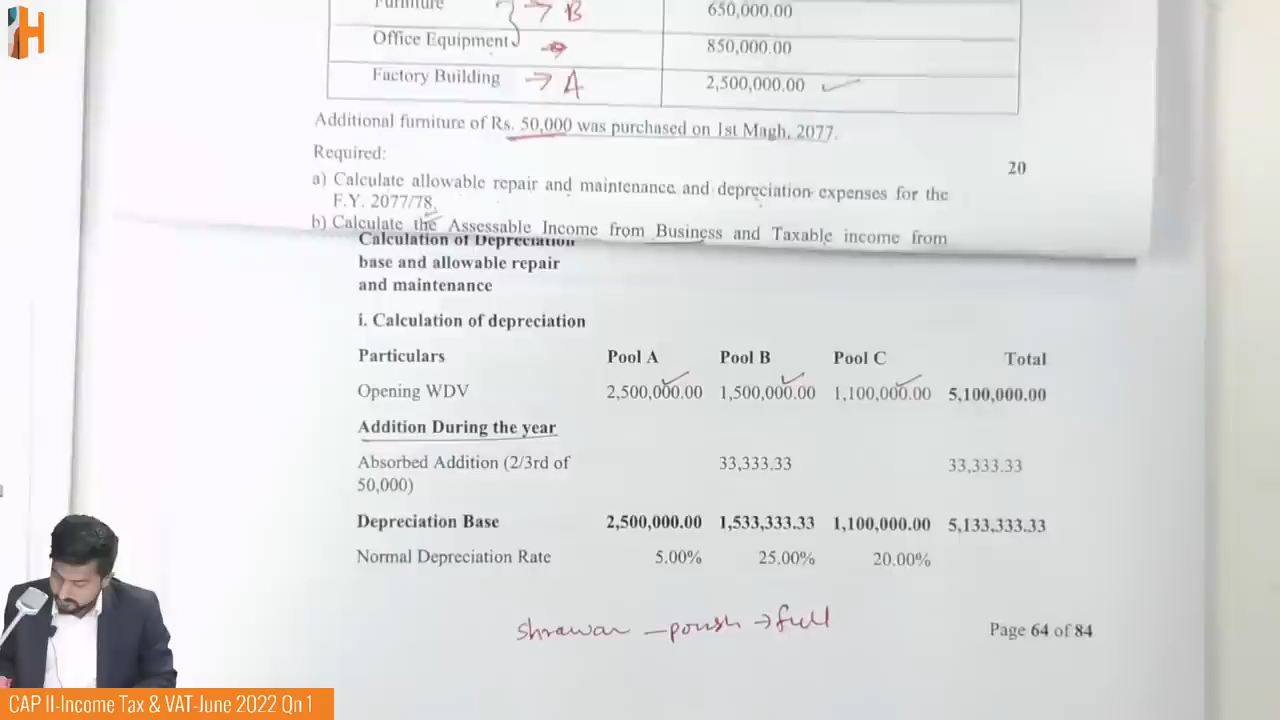 H
Furniture → B 650,000.00
Office Equipment 850,000.00
Factory Building → A 2,500,000.00
Additional furniture of Rs. 50,000 was purchased on 1st Magh, 2077.
Required: 20
a) Calculate allowable repair and maintenance and depreciation expenses for the
F.Y. 2077/78.
b) Calculate the Assessable Income from Business and Taxable income from
Calculation of Depreciation
base and allowable repair
and maintenance
i. Calculation of depreciation
Particulars Pool A Pool B Pool C Total
Opening WDV 2,500,000.00 1,500,000.00 1,100,000.00 5,100,000.00
Addition During the year
Absorbed Addition (2/3rd of 33,333.33 33,333.33
50,000)
Depreciation Base 2,500,000.00 1,533,333.33 1,100,000.00 5,133,333.33
Normal Depreciation Rate 5.00% 25.00% 20.00%
shrawan - poush → full
Page 64 of 84
CAP II-Income Tax & VAT-June 2022 Qn 1